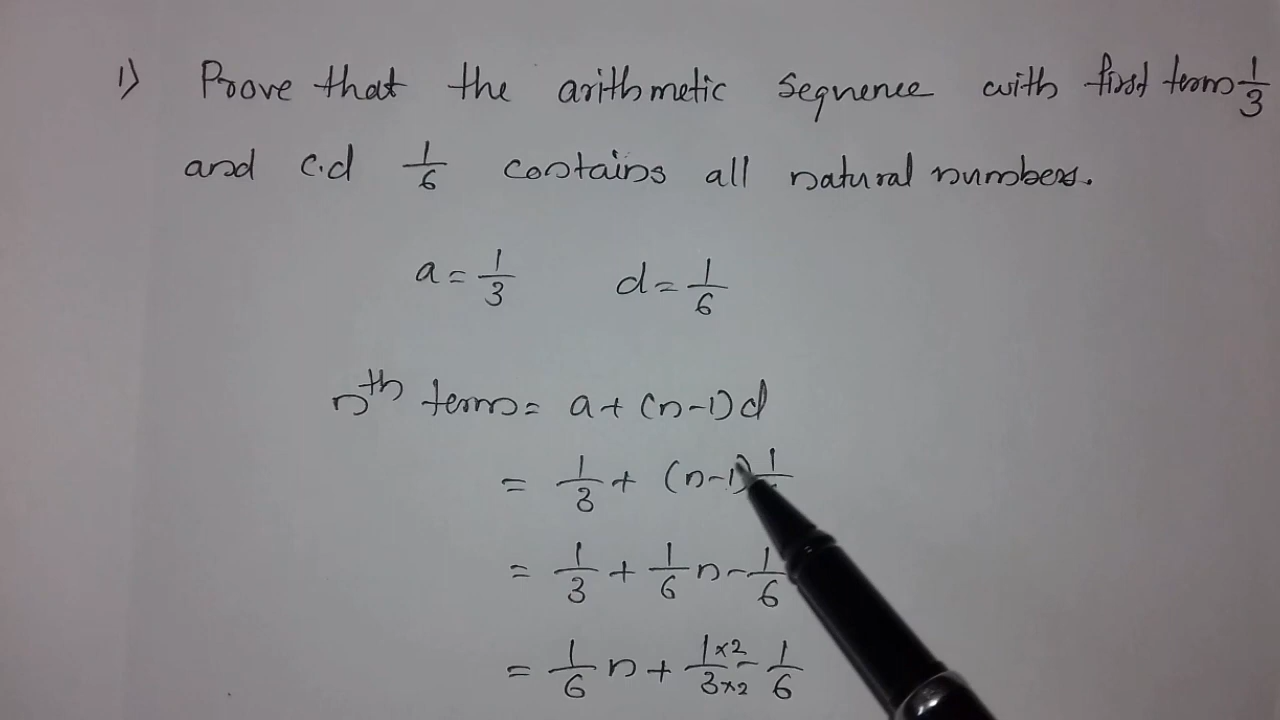 1) Prove that the arithmetic sequence with first term 1/3
and c.d 1/6 contains all natural numbers.
a = 1/3 d = 1/6
nth term = a + (n-1)d
= 1/3 + (n-1) 1/
= 1/3 + 1/6 n - 1/6
= 1/6 n + 1×2/3×2 - 1/6